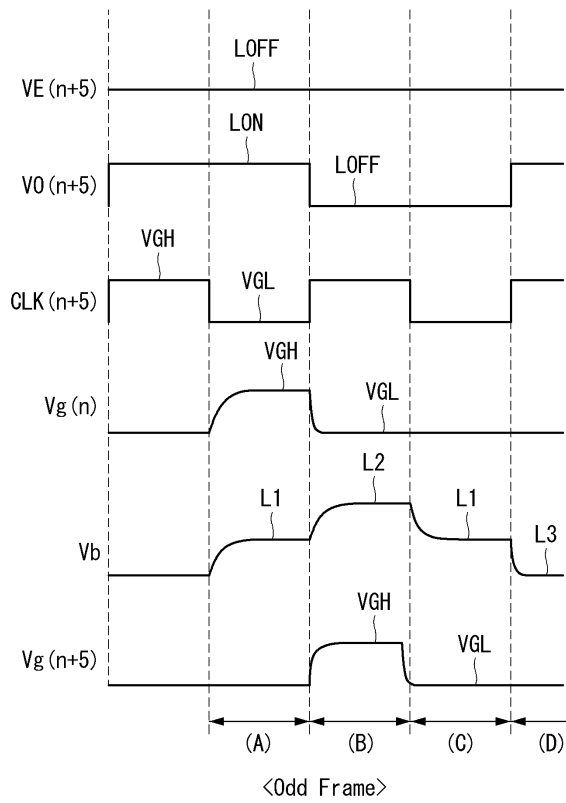 LOFF
VE(n+5)
LON
VO(n+5)
LOFF
VGH
CLK(n+5)
VGL
VGH
Vg(n)
VGL
L2
L1
L1
L3
Vb
VGH
Vg(n+5)
VGL
(A) (B) (C) (D)
<Odd Frame>